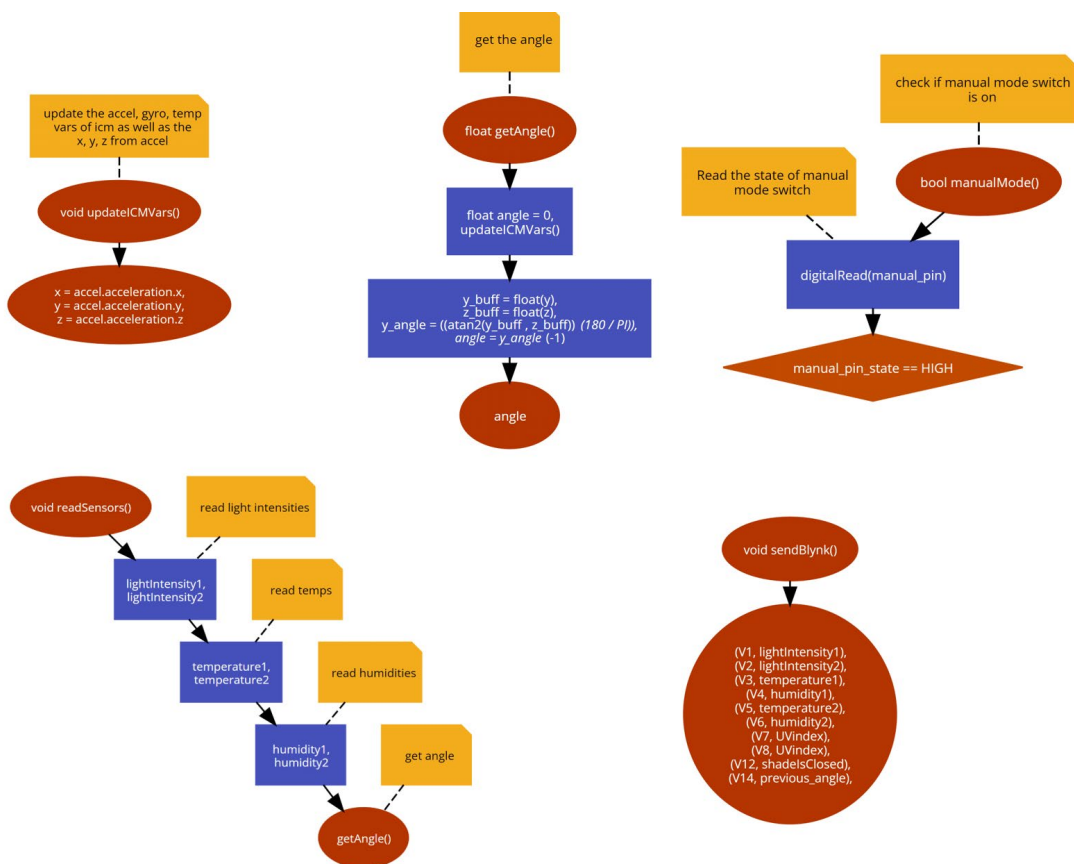 get the angle
float getAngle()
float angle = 0,
updateICMVars()
y_buff = float(y),
z_buff = float(z),
y_angle = ((atan2(y_buff , z_buff)) (180 / PI)),
angle = y_angle (-1)
angle
update the accel, gyro, temp
vars of icm as well as the
x, y, z from accel
void updateICMVars()
x = accel.acceleration.x,
y = accel.acceleration.y,
z = accel.acceleration.z
check if manual mode switch
is on
bool manualMode()
Read the state of manual
mode switch
digitalRead(manual_pin)
manual_pin_state == HIGH
void readSensors()
read light intensities
lightIntensity1,
lightIntensity2
read temps
temperature1,
temperature2
read humidities
humidity1,
humidity2
get angle
getAngle()
void sendBlynk()
(V1, lightIntensity1),
(V2, lightIntensity2),
(V3, temperature1),
(V4, humidity1),
(V5, temperature2),
(V6, humidity2),
(V7, UVindex),
(V8, UVindex),
(V12, shadeIsClosed),
(V14, previous_angle),